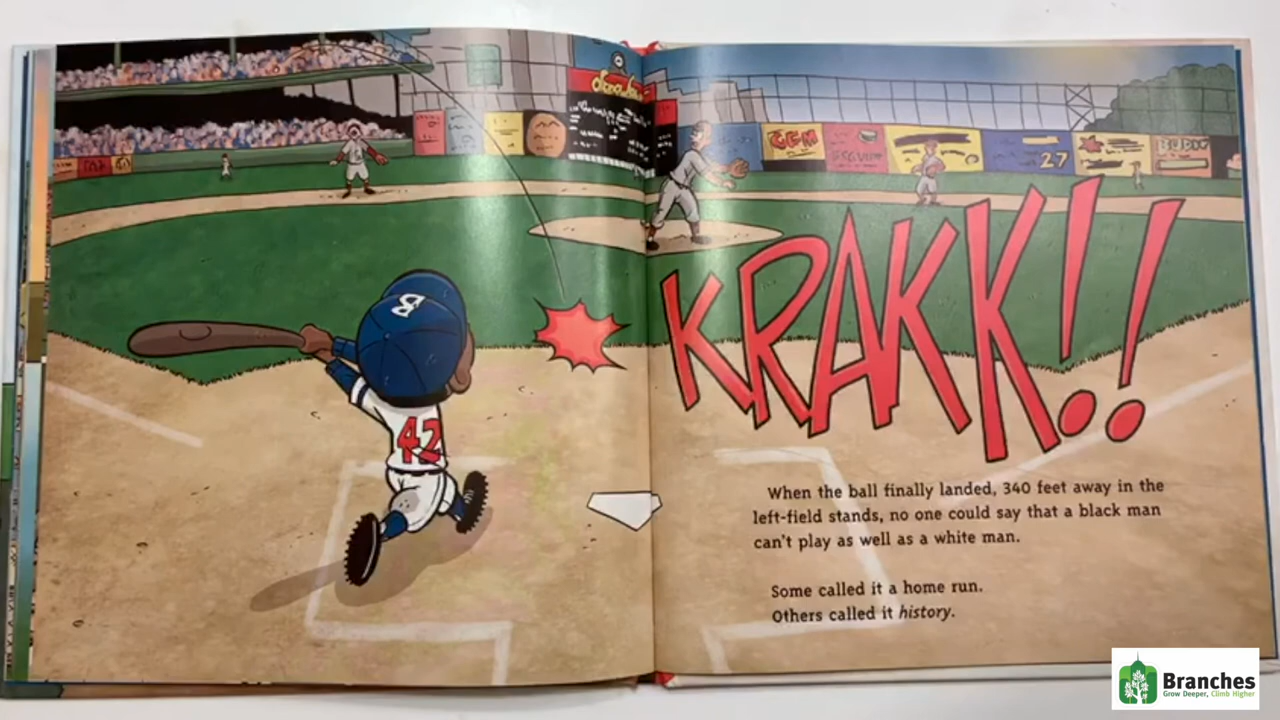 GEM
27
B
42
KRAKK!!
When the ball finally landed, 340 feet away in the
left-field stands, no one could say that a black man
can't play as well as a white man.
Some called it a home run.
Others called it history.
Branches
Grow Deeper, Climb Higher